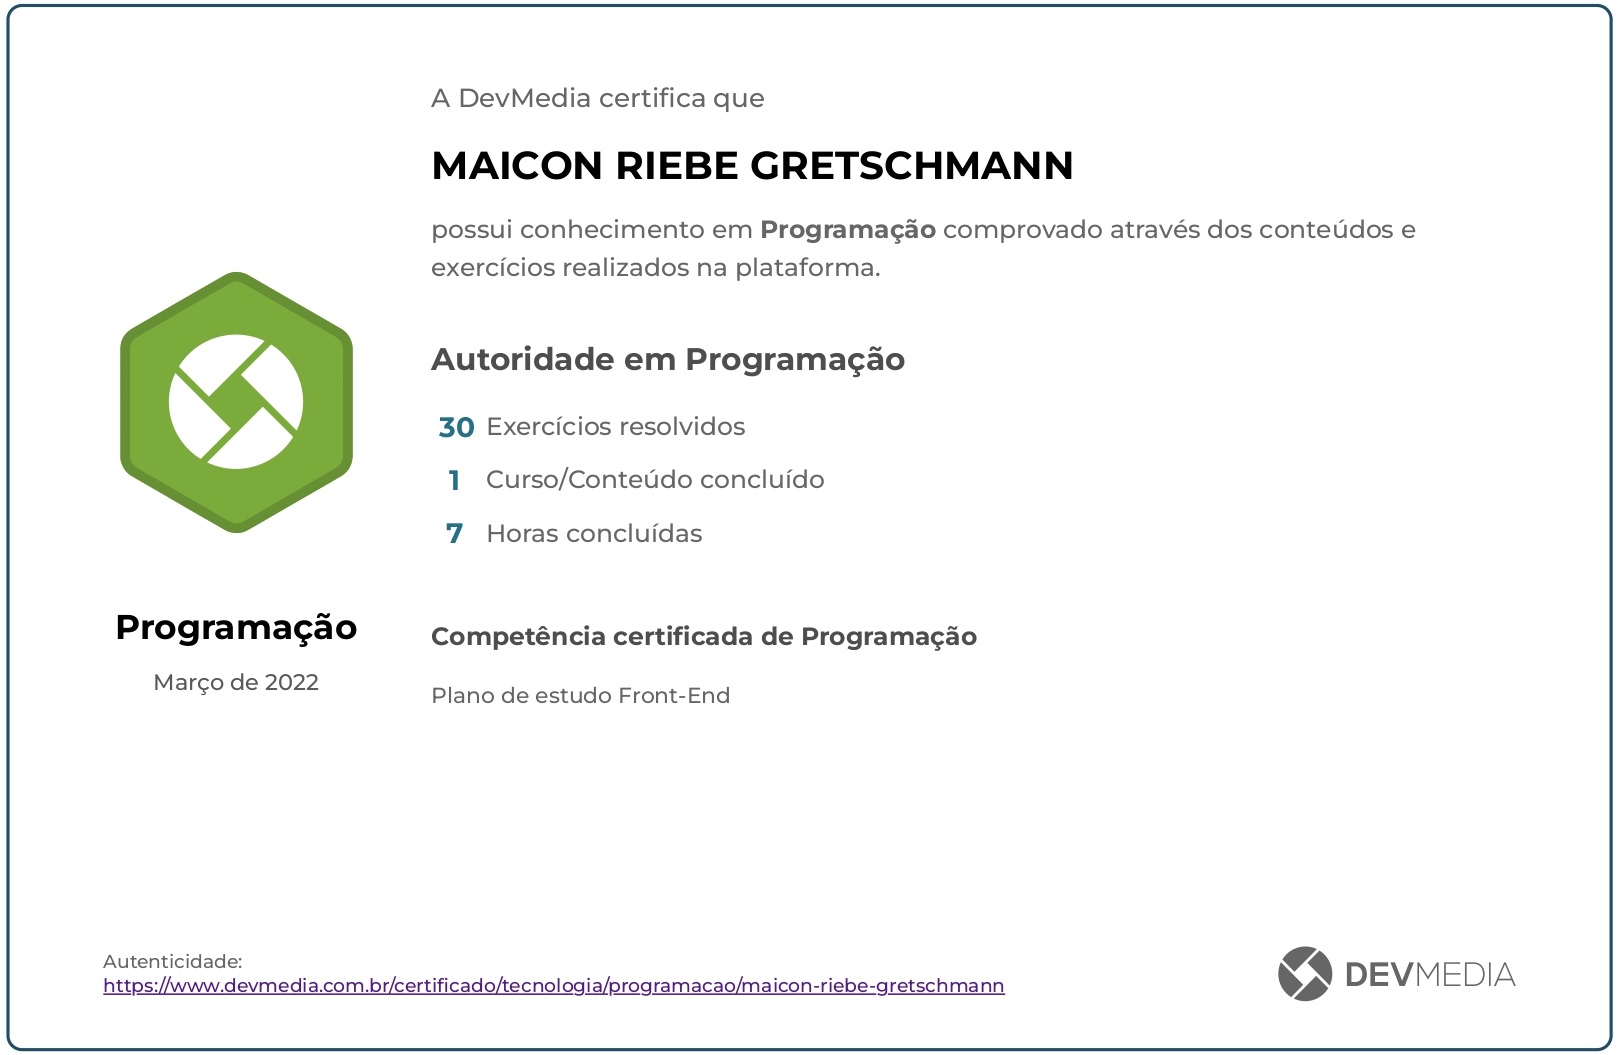 A DevMedia certifica que
MAICON RIEBE GRETSCHMANN
possui conhecimento em Programação comprovado através dos conteúdos e
exercícios realizados na plataforma.
Autoridade em Programação
30 Exercícios resolvidos
1 Curso/Conteúdo concluído
7 Horas concluídas
Programação
Março de 2022
Competência certificada de Programação
Plano de estudo Front-End
Autenticidade:
https://www.devmedia.com.br/certificado/tecnologia/programacao/maicon-riebe-gretschmann
DEVMEDIA